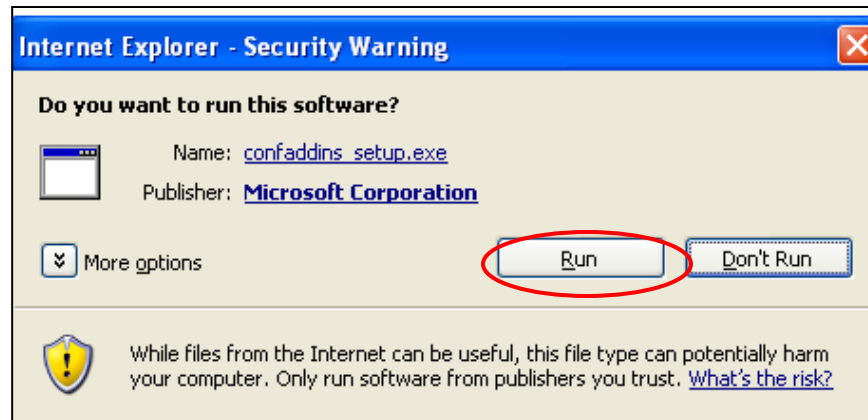 Internet Explorer - Security Warning
Do you want to run this software?
Name: confaddins_setup.exe
Publisher: Microsoft Corporation
More options
Run
Don't Run
While files from the Internet can be useful, this file type can potentially harm
your computer. Only run software from publishers you trust. What's the risk?